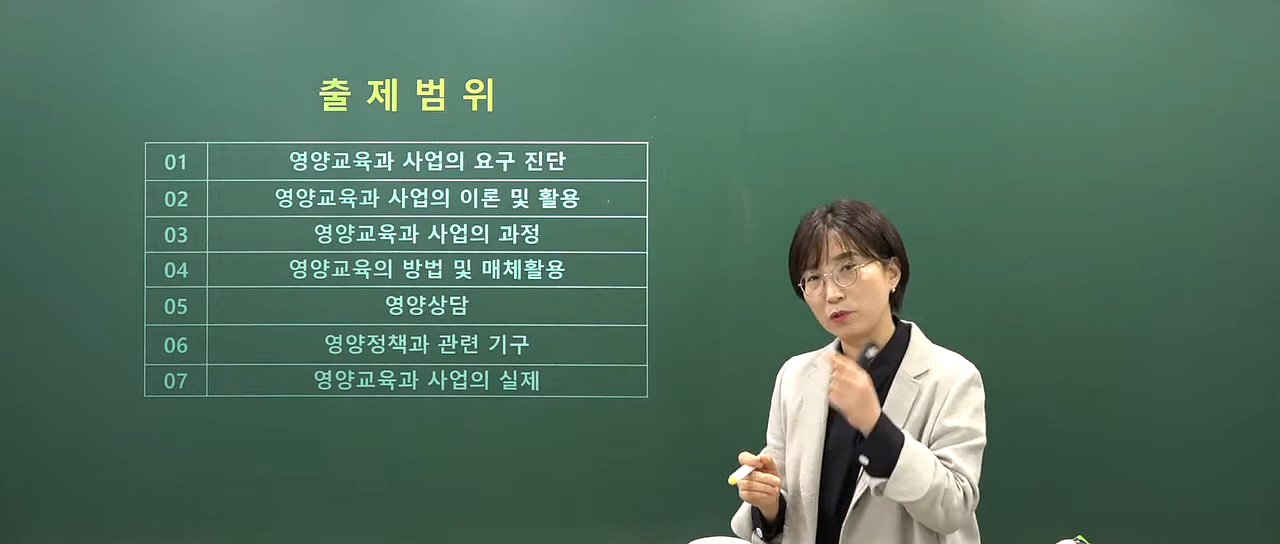 출제범위
01 영양교육과 사업의 요구 진단
02 영양교육과 사업의 이론 및 활용
03 영양교육과 사업의 과정
04 영양교육의 방법 및 매체활용
05 영양상담
06 영양정책과 관련 기구
07 영양교육과 사업의 실제